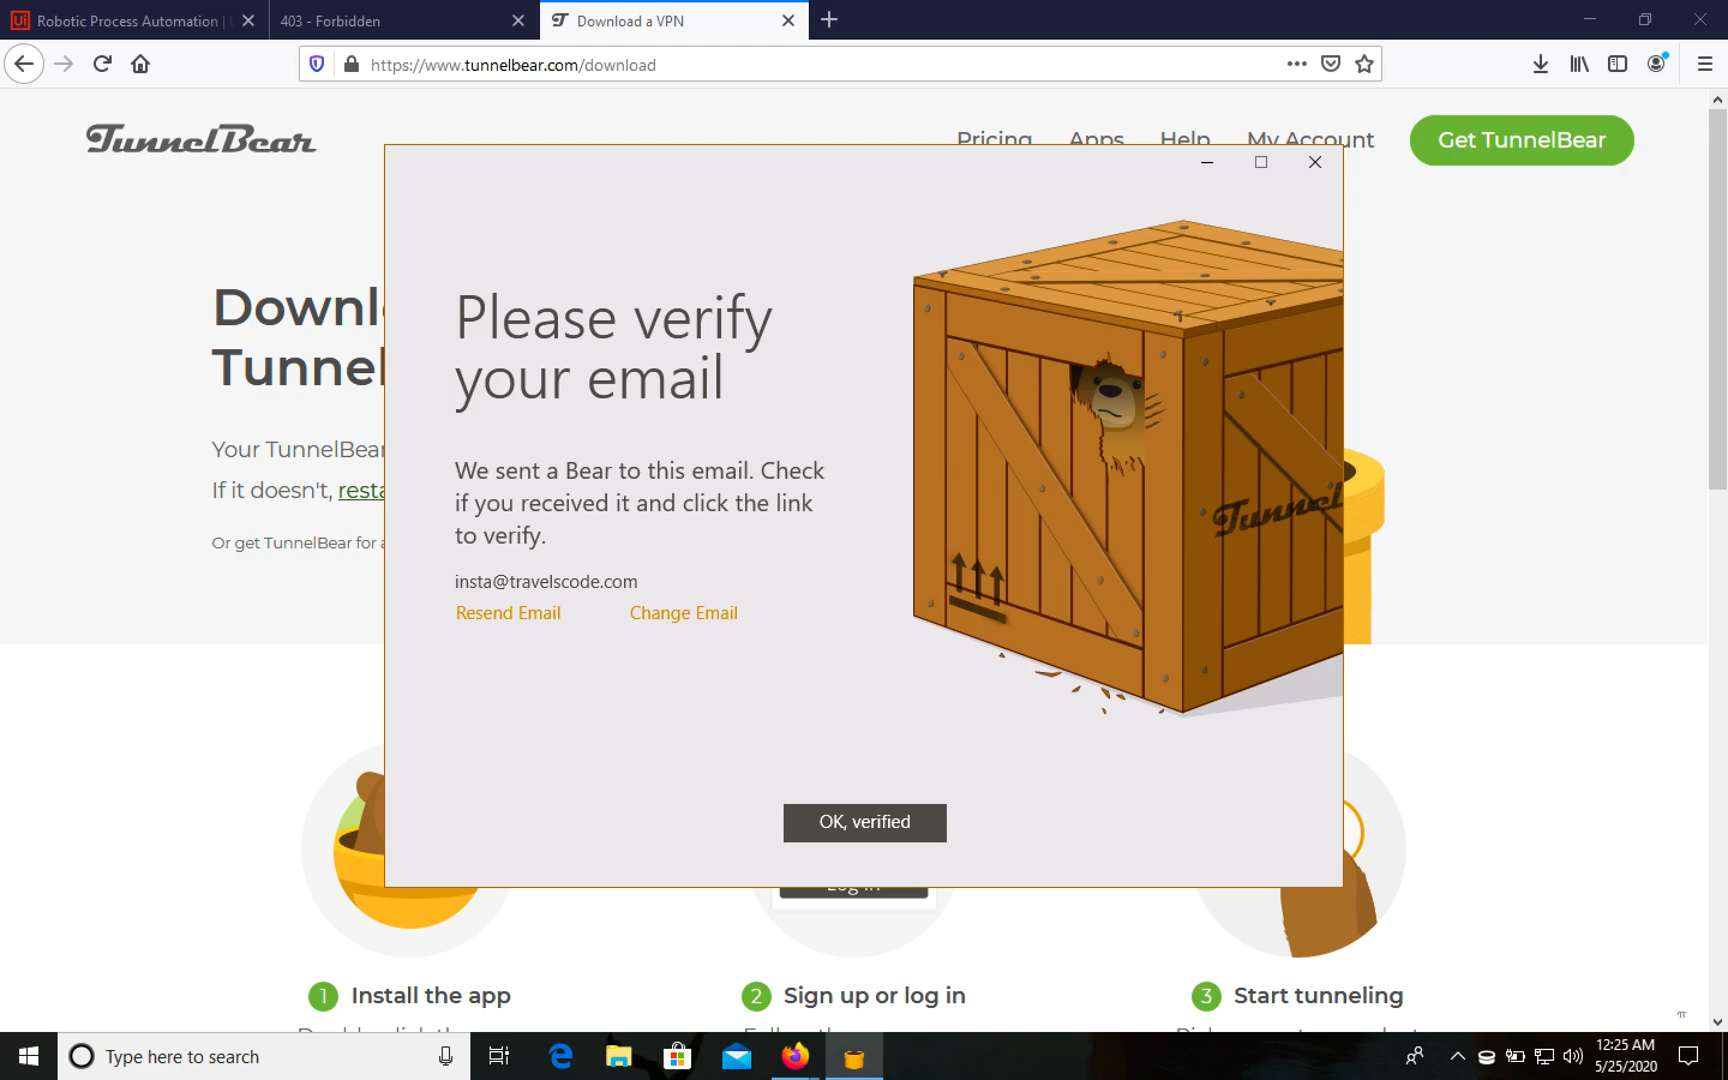 Robotic Process Automation |
403 - Forbidden
Download a VPN
https://www.tunnelbear.com/download
TunnelBear
Pricing
Apps
Help
My Account
Get TunnelBear
Downl
Tunnel
Your TunnelBear
If it doesn't, resta
Or get TunnelBear for a
Please verify
your email
We sent a Bear to this email. Check
if you received it and click the link
to verify.
insta@travelscode.com
Resend Email
Change Email
Tunnel
OK, verified
Log in
1 Install the app
2 Sign up or log in
3 Start tunneling
Type here to search
12:25 AM
5/25/2020